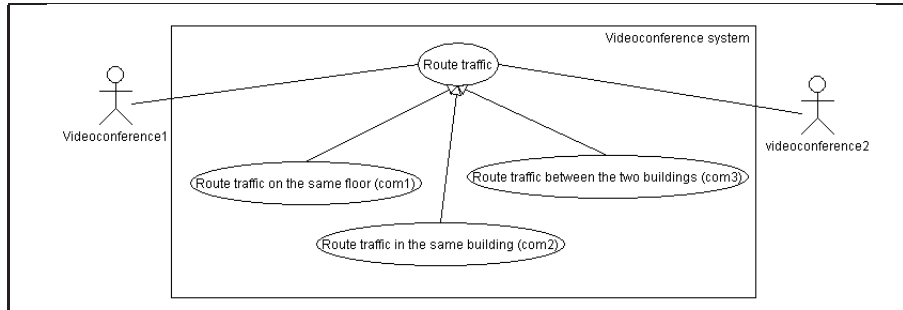 Videoconference system
Route traffic
Videoconference1
videoconference2
Route traffic on the same floor (com1)
Route traffic between the two buildings (com3)
Route traffic in the same building (com2)